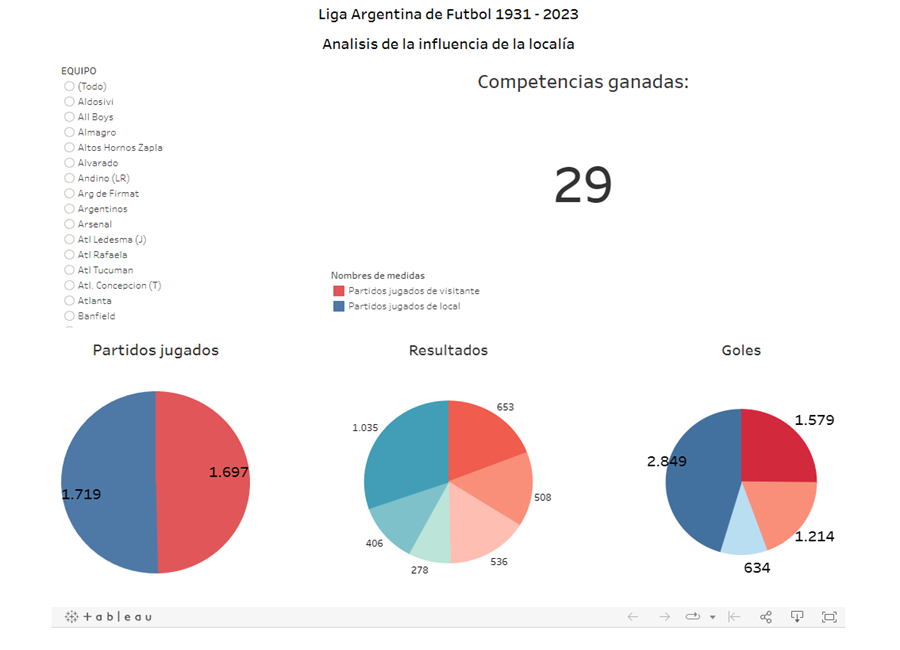 Liga Argentina de Futbol 1931 - 2023
Analisis de la influencia de la localía
EQUIPO
(Todo)
Aldosivi
All Boys
Almagro
Altos Hornos Zapla
Alvarado
Andino (LR)
Arg de Firmat
Argentinos
Arsenal
Atl Ledesma (J)
Atl Rafaela
Atl Tucuman
Atl. Concepcion (T)
Atlanta
Banfield
Competencias ganadas:
29
Nombres de medidas
Partidos jugados de visitante
Partidos jugados de local
Partidos jugados
1.697
1.719
Resultados
653
1.035
508
406
536
278
Goles
1.579
2.849
1.214
634
+ableau